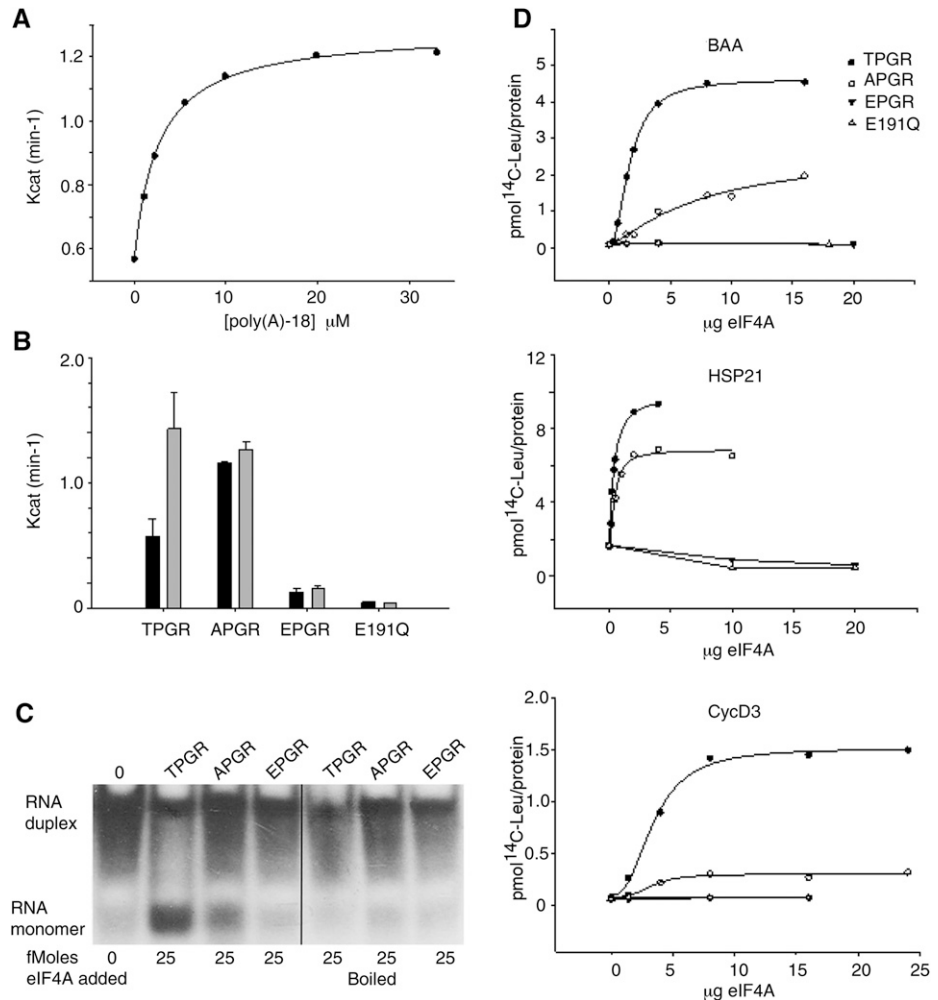 A
Kcat (min-1)
1.2
1.0
0.8
0.6
0 10 20 30
[poly(A)-18] μM
B
Kcat (min-1)
2.0
1.0
0
TPGR APGR EPGR E191Q
C
0 TPGR APGR EPGR TPGR APGR EPGR
RNA
duplex
RNA
monomer
fMoles 0 25 25 25 25 25 25
eIF4A added Boiled
D
BAA
TPGR
APGR
EPGR
E191Q
pmol14C-Leu/protein
5
4
3
2
1
0
0 5 10 15 20
μg eIF4A
HSP21
pmol14C-Leu/protein
12
8
4
0
0 5 10 15 20
μg eIF4A
CycD3
pmol14C-Leu/protein
2.0
1.5
1.0
0.5
0
0 5 10 15 20 25
μg eIF4A